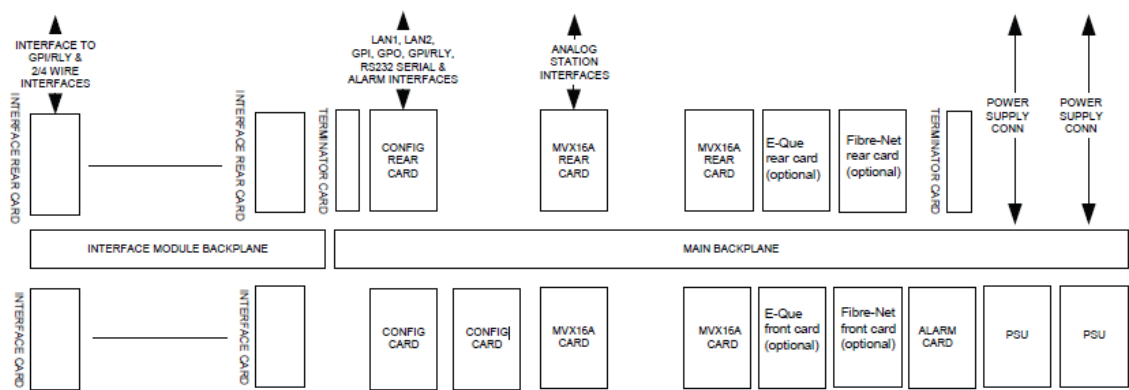 INTERFACE TO
GPI/RLY &
2/4 WIRE
INTERFACES
LAN1, LAN2,
GPI, GPO, GPI/RLY,
RS232 SERIAL &
ALARM INTERFACES
ANALOG
STATION
INTERFACES
POWER
SUPPLY
CONN
POWER
SUPPLY
CONN
INTERFACE REAR CARD
INTERFACE REAR CARD
TERMINATOR CARD
CONFIG
REAR
CARD
MVX16A
REAR
CARD
MVX16A
REAR
CARD
E-Que
rear card
(optional)
Fibre-Net
rear card
(optional)
TERMINATOR CARD
INTERFACE MODULE BACKPLANE
MAIN BACKPLANE
INTERFACE CARD
INTERFACE CARD
CONFIG
CARD
CONFIG
CARD
MVX16A
CARD
MVX16A
CARD
E-Que
front card
(optional)
Fibre-Net
front card
(optional)
ALARM
CARD
PSU
PSU